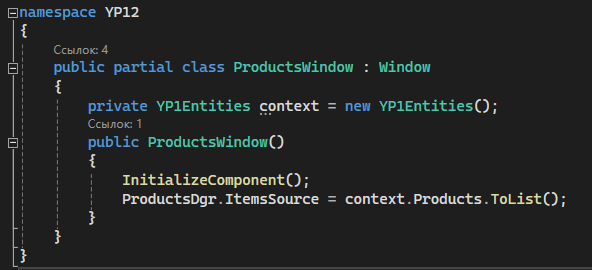 namespace YP12
{
Ссылок: 4
public partial class ProductsWindow : Window
{
private YP1Entities context = new YP1Entities();
Ссылок: 1
public ProductsWindow()
{
InitializeComponent();
ProductsDgr.ItemsSource = context.Products.ToList();
}
}
}